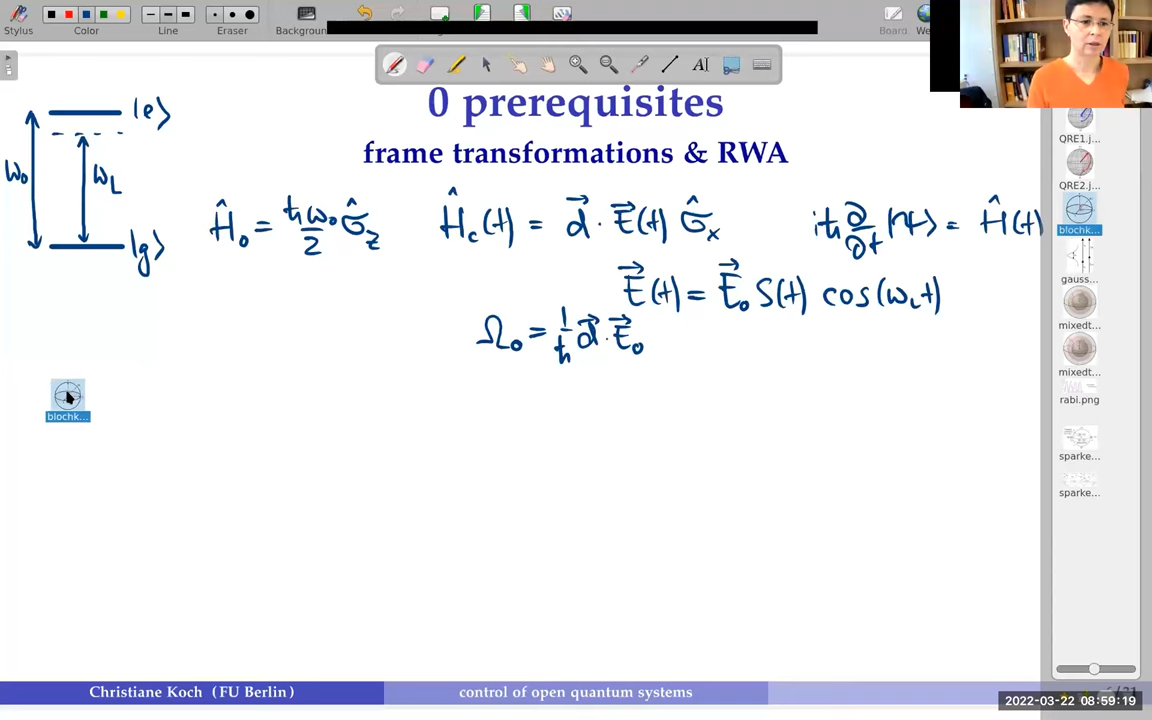 Stylus Color Line Eraser Backgroun Board We
0 prerequisites
frame transformations & RWA
|e⟩
ω₀
ω_L
|g⟩
Ĥ₀ = ħω₀/2 σ̂_z
Ĥ_c(t) = d⃗ · E⃗(t) σ̂_x
iħ ∂/∂t |ψ⟩ = Ĥ(t)
E⃗(t) = E⃗₀ S(t) cos(ω_L t)
Ω₀ = 1/ħ d⃗ · E⃗₀
blochk...
QRE1.j...
QRE2.j...
blochk...
gauss...
mixedt...
mixedt...
rabi.png
sparke...
sparke...
Christiane Koch (FU Berlin)
control of open quantum systems
2022-03-22 08:59:19